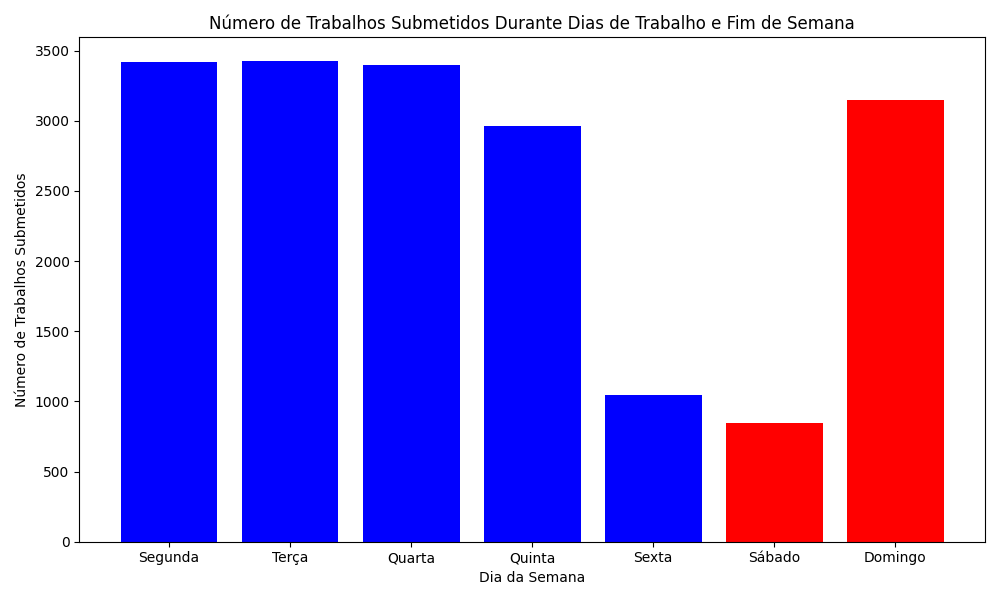 Número de Trabalhos Submetidos Durante Dias de Trabalho e Fim de Semana
Número de Trabalhos Submetidos
3500
3000
2500
2000
1500
1000
500
0
Segunda Terça Quarta Quinta Sexta Sábado Domingo
Dia da Semana